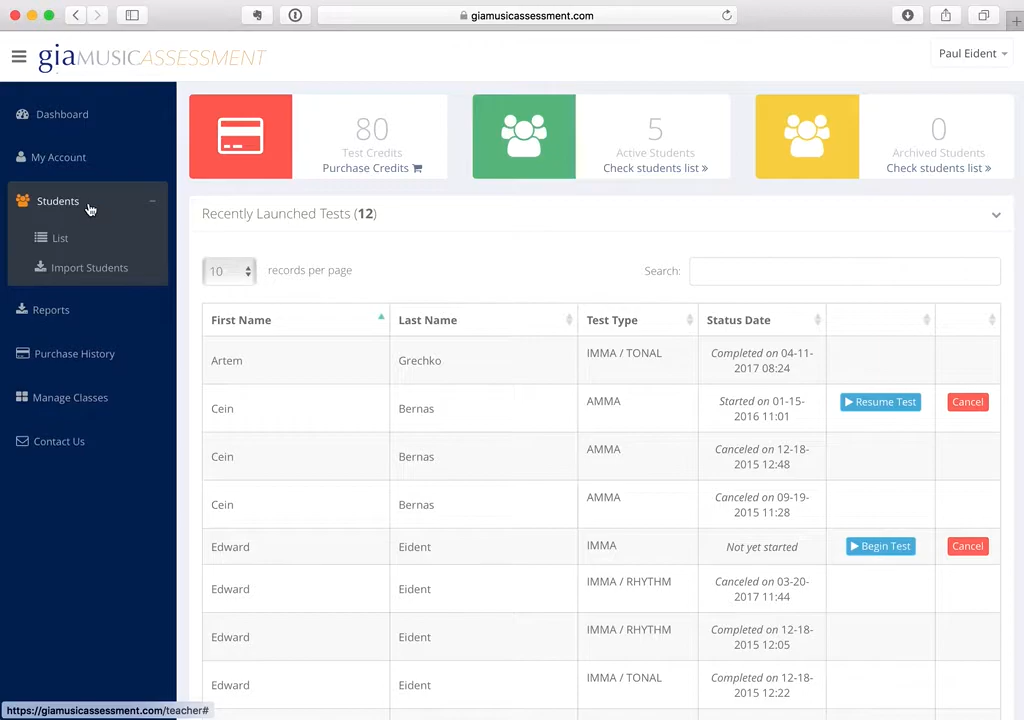 giamusicassessment.com
giaMUSICASSESSMENT
Paul Eident
Dashboard
My Account
Students
List
Import Students
Reports
Purchase History
Manage Classes
Contact Us
80
Test Credits
Purchase Credits
5
Active Students
Check students list »
0
Archived Students
Check students list »
Recently Launched Tests (12)
10 records per page
Search:
First Name Last Name Test Type Status Date
Artem Grechko IMMA / TONAL Completed on 04-11-
2017 08:24
Cein Bernas AMMA Started on 01-15-
2016 11:01
Resume Test Cancel
Cein Bernas AMMA Canceled on 12-18-
2015 12:48
Cein Bernas AMMA Canceled on 09-19-
2015 11:28
Edward Eident IMMA Not yet started Begin Test Cancel
Edward Eident IMMA / RHYTHM Canceled on 03-20-
2017 11:44
Edward Eident IMMA / RHYTHM Completed on 12-18-
2015 12:05
Edward Eident IMMA / TONAL Completed on 12-18-
2015 12:22
https://giamusicassessment.com/teacher#